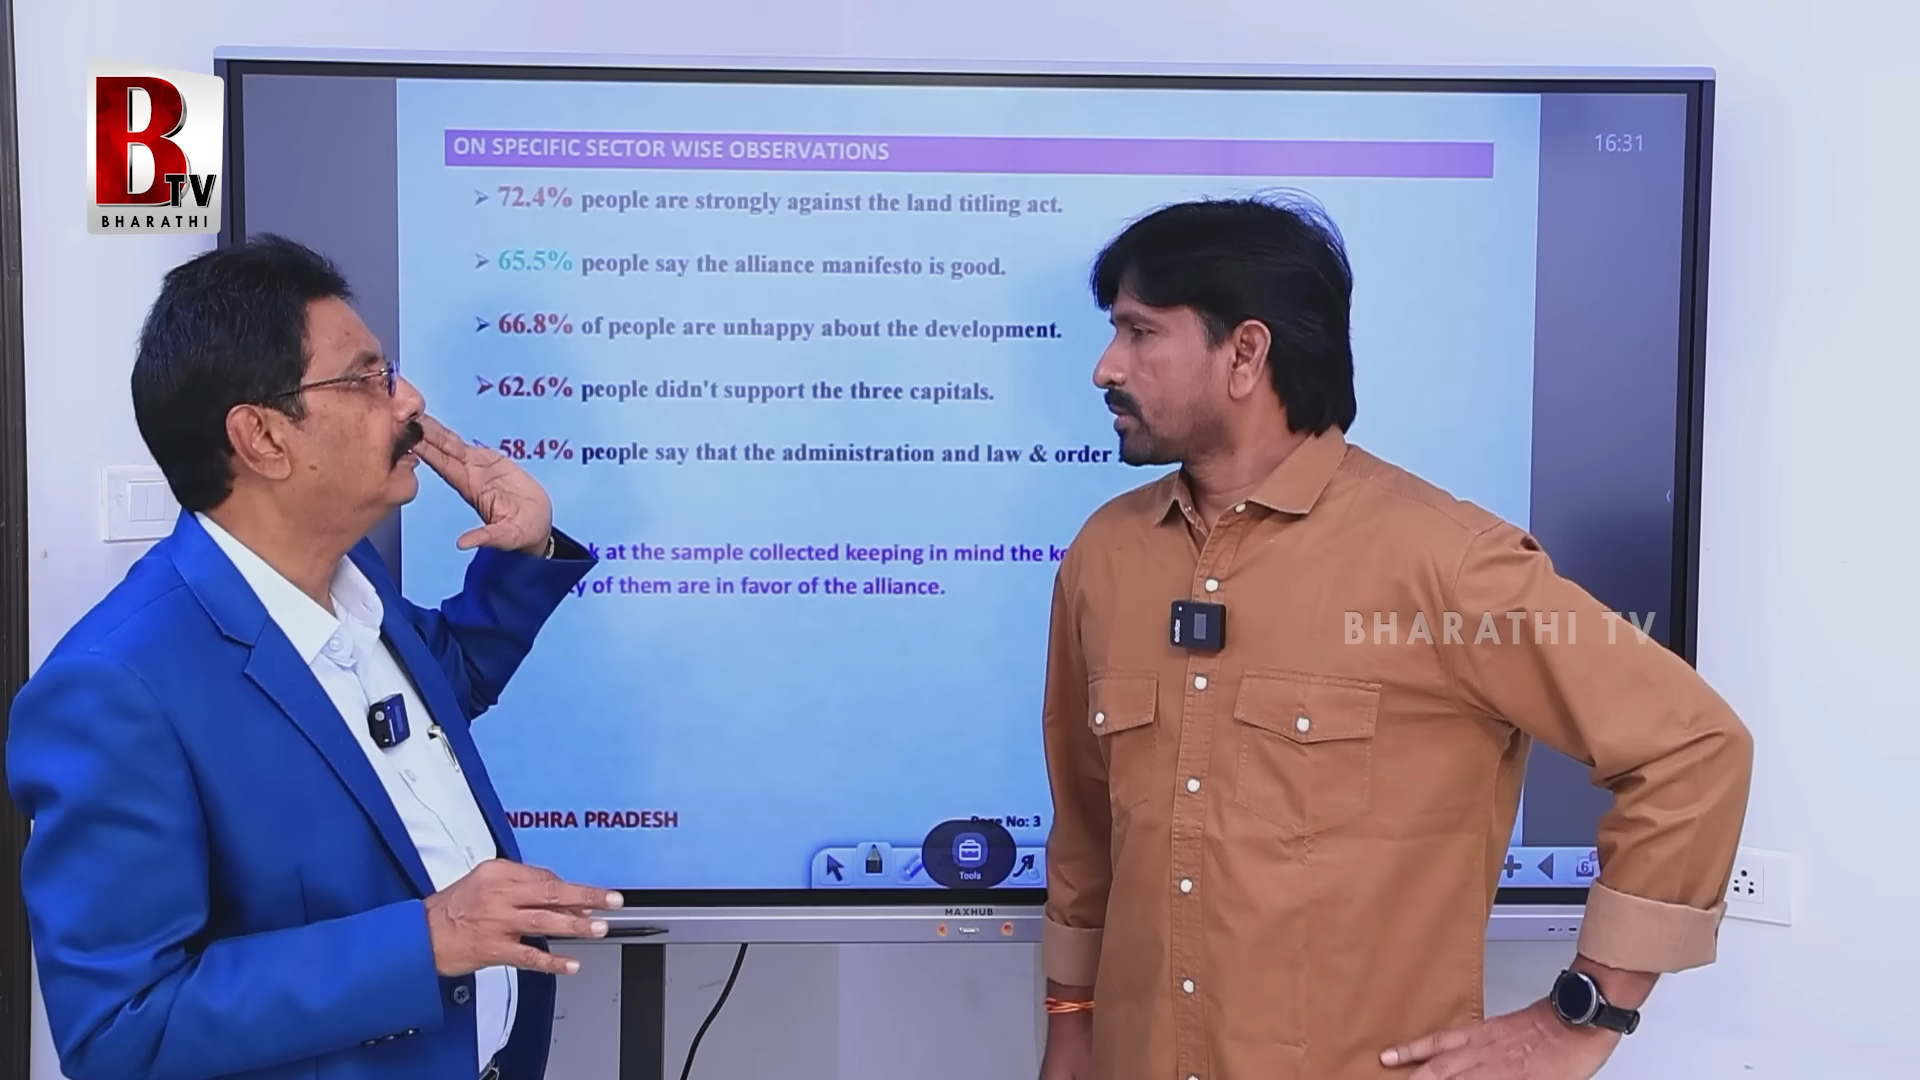 B
TV
BHARATHI
16:31
ON SPECIFIC SECTOR WISE OBSERVATIONS
➢ 72.4% people are strongly against the land titling act.
➢ 65.5% people say the alliance manifesto is good.
➢ 66.8% of people are unhappy about the development.
➢ 62.6% people didn't support the three capitals.
58.4% people say that the administration and law & order
at the sample collected keeping in mind the
of them are in favor of the alliance.
BHARATHI TV
NDHRA PRADESH
No: 3
Tools
MAXHUB